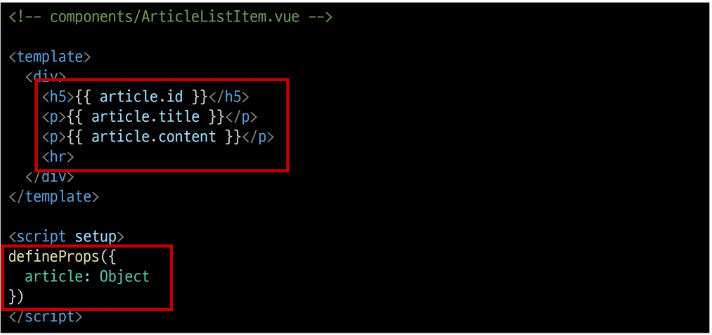 <!-- components/ArticleListItem.vue -->
<template>
<div>
<h5>{{ article.id }}</h5>
<p>{{ article.title }}</p>
<p>{{ article.content }}</p>
<hr>
</div>
</template>
<script setup>
defineProps({
article: Object
})
</script>